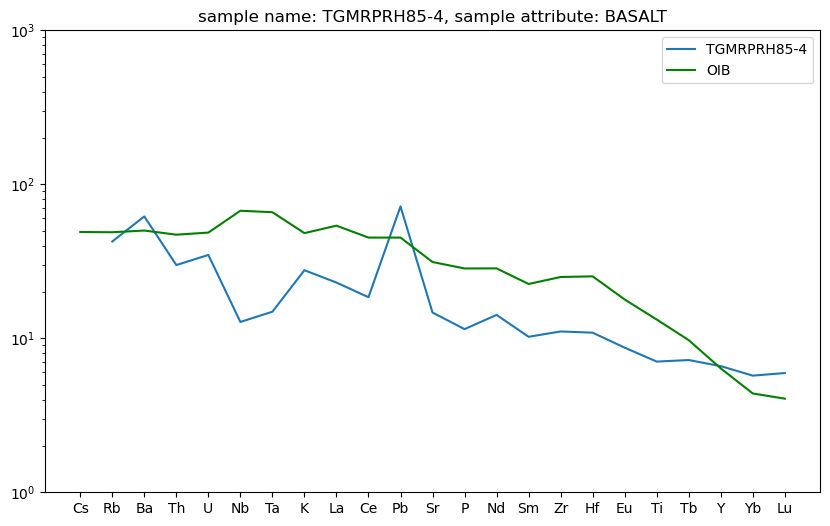 sample name: TGMRPRH85-4, sample attribute: BASALT
TGMRPRH85-4
OIB
10³
10²
10¹
10⁰
Cs Rb Ba Th U Nb Ta K La Ce Pb Sr P Nd Sm Zr Hf Eu Ti Tb Y Yb Lu